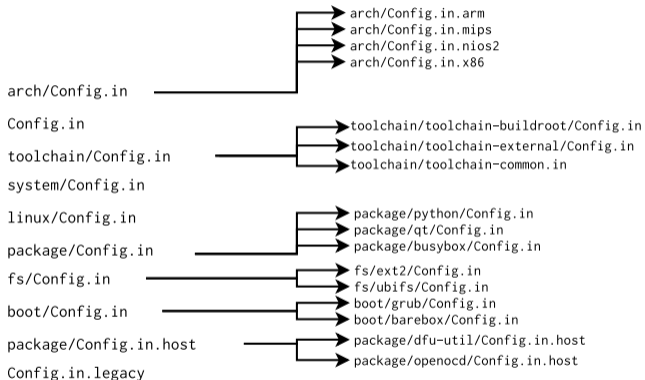 arch/Config.in.arm
arch/Config.in.mips
arch/Config.in.nios2
arch/Config.in.x86
arch/Config.in
Config.in
toolchain/toolchain-buildroot/Config.in
toolchain/toolchain-external/Config.in
toolchain/Config.in
toolchain/toolchain-common.in
system/Config.in
linux/Config.in
package/python/Config.in
package/qt/Config.in
package/busybox/Config.in
package/Config.in
fs/ext2/Config.in
fs/Config.in
fs/ubifs/Config.in
boot/grub/Config.in
boot/Config.in
boot/barebox/Config.in
package/dfu-util/Config.in.host
package/Config.in.host
package/openocd/Config.in.host
Config.in.legacy